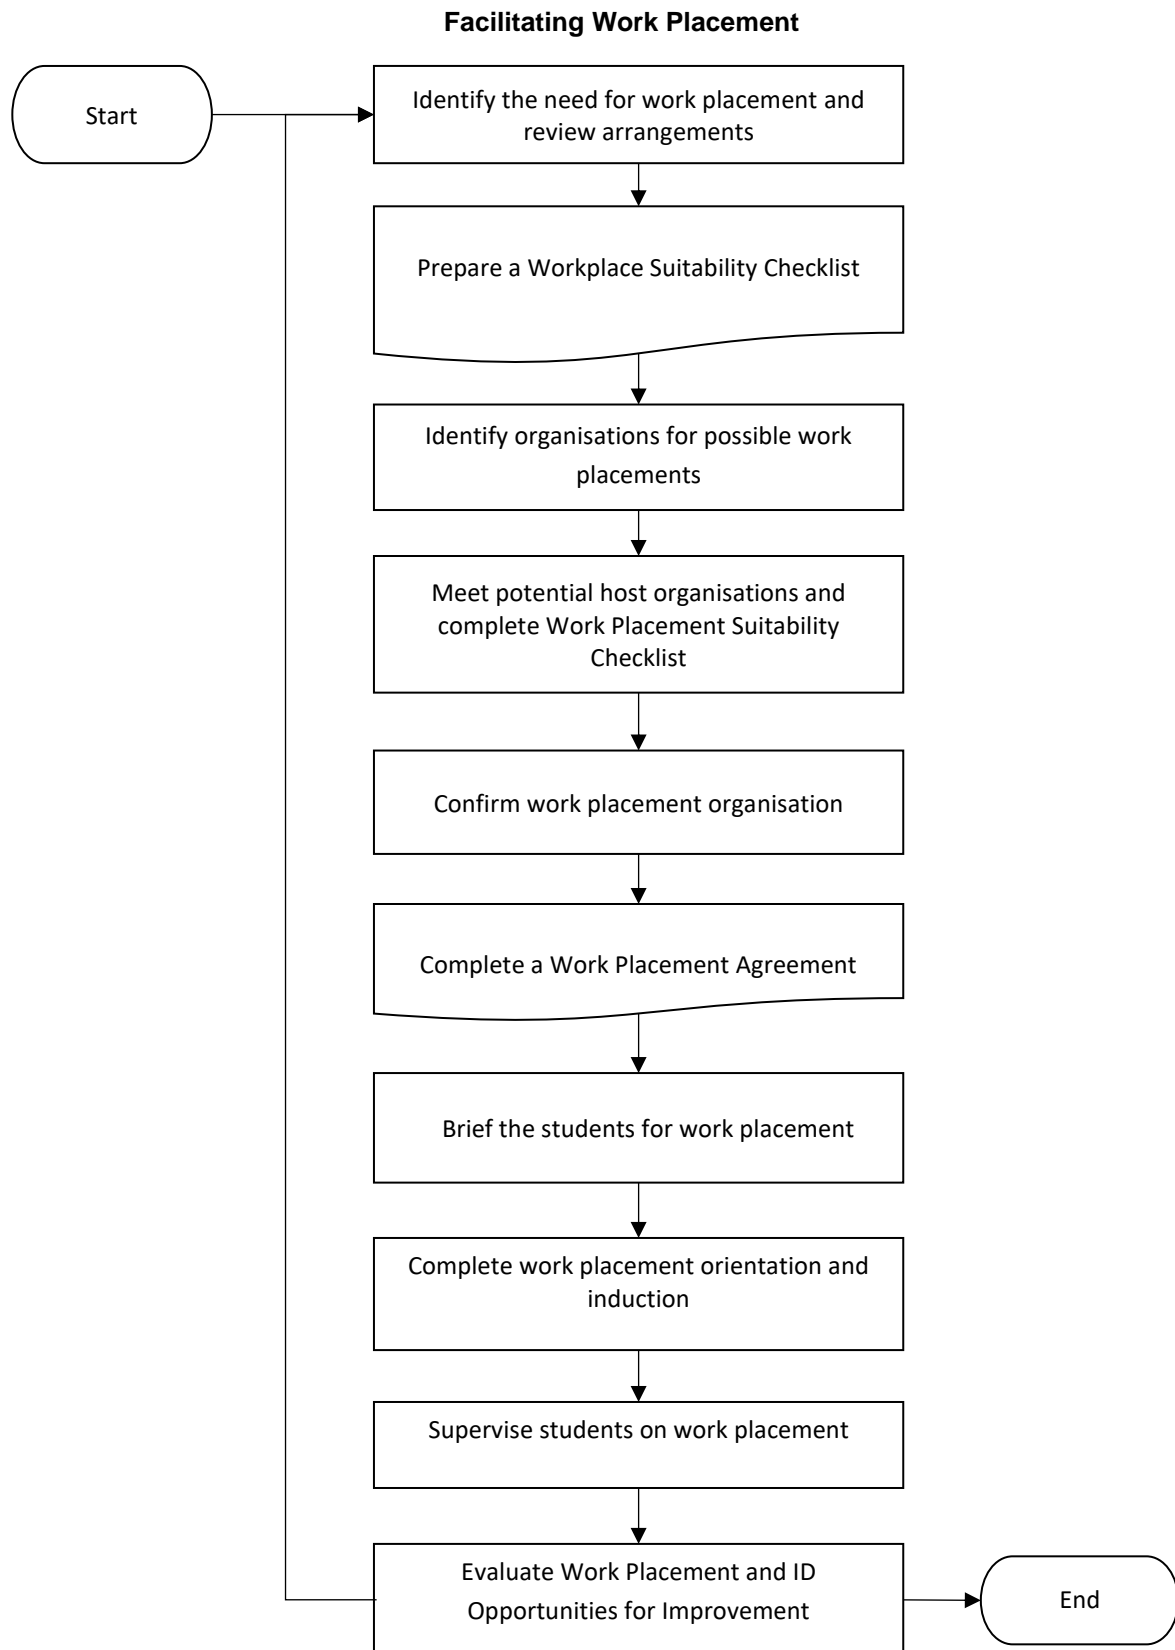 Facilitating Work Placement
Start
Identify the need for work placement and
review arrangements
Prepare a Workplace Suitability Checklist
Identify organisations for possible work
placements
Meet potential host organisations and
complete Work Placement Suitability
Checklist
Confirm work placement organisation
Complete a Work Placement Agreement
Brief the students for work placement
Complete work placement orientation and
induction
Supervise students on work placement
Evaluate Work Placement and ID
Opportunities for Improvement
End